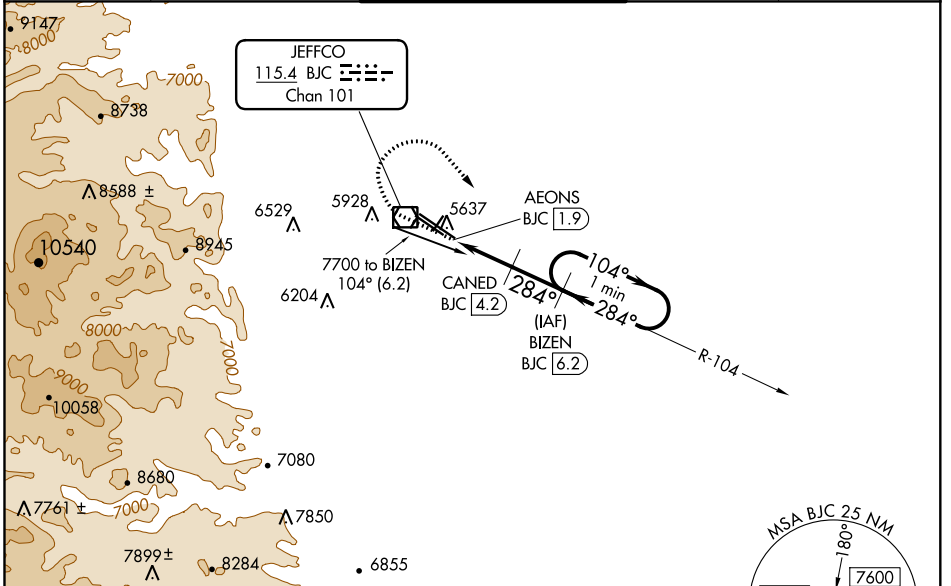 9147
8000
7000
8738
JEFFCO
115.4 BJC
Chan 101
8588 ±
6529
5928
5637
AEONS
BJC 1.9
10540
8945
7700 to BIZEN
104° (6.2)
6204
CANED
BJC 4.2
284°
104°
1 min
284°
(IAF)
BIZEN
BJC 6.2
R-104
8000
7000
9000
10058
7080
8680
7761 ±
7000
7850
7899 ±
8284
6855
MSA BJC 25 NM
180°
7600